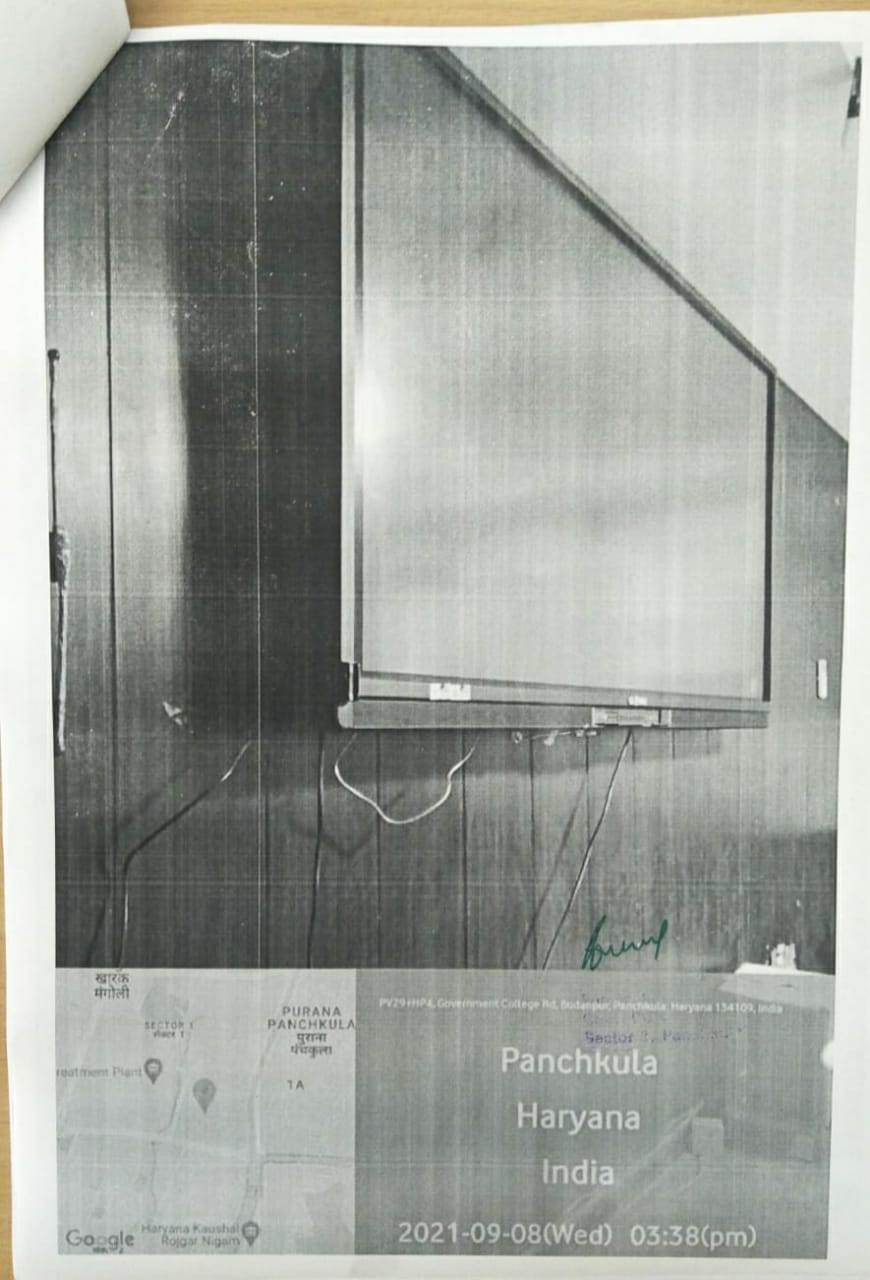 खारक
मंगोली
SECTOR 1
सेक्टर 1
PURANA
PANCHKULA
पुराना
पंचकुला
reatment Plant
1A
Haryana Kaushal
Rojgar Nigam
Google
PV29+HP4, Government College Rd, Budanpur, Panchkula, Haryana 134109, India
Sector
Panchkula
Haryana
India
2021-09-08(Wed) 03:38(pm)